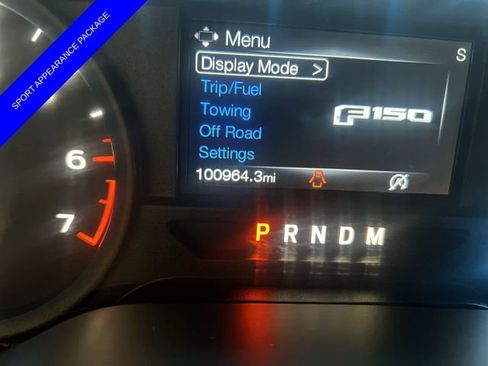 SPORT APPEARANCE PACKAGE
Menu
S
Display Mode >
Trip/Fuel
Towing
F150
Off Road
Settings
100964.3mi
6
7
P R N D M